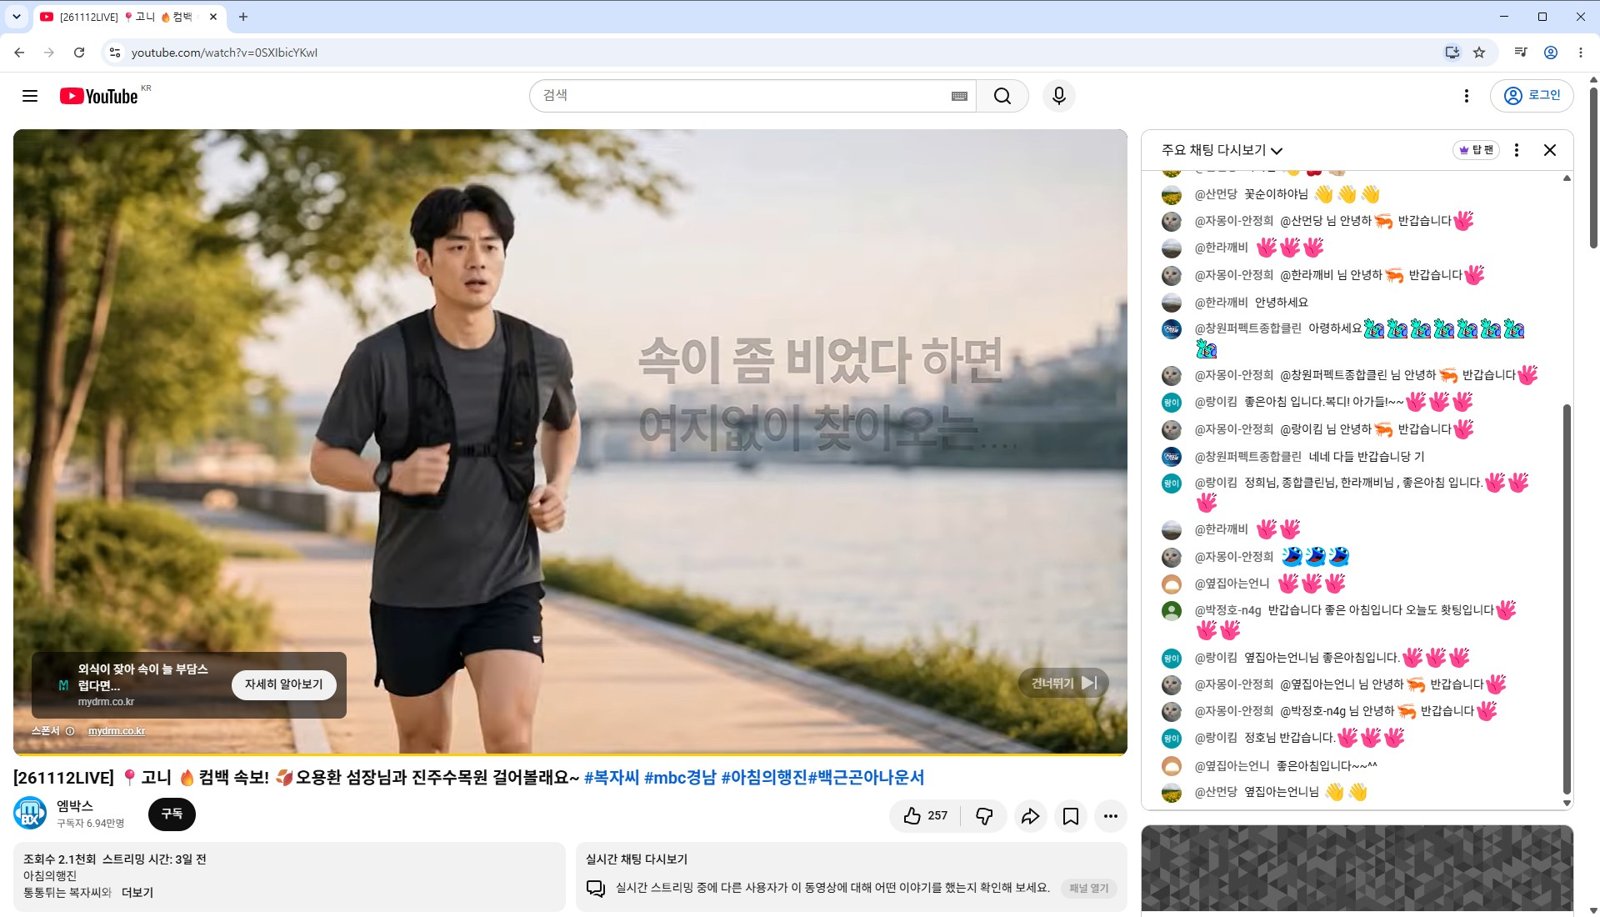 [261112LIVE] 📍고니 🔥컴백
youtube.com/watch?v=0SXIbicYKwI
YouTube KR
검색
로그인
속이 좀 비었다 하면
여지없이 찾아오는....
외식이 잦아 속이 늘 부담스
럽다면...
mydrm.co.kr
자세히 알아보기
건너뛰기
스폰서 mydrm.co.kr
[261112LIVE] 📍고니 🔥컴백 속보! 오용환 섬장님과 진주수목원 걸어볼래요~ #복자씨 #mbc경남 #아침의행진#백근곤아나운서
엠박스
구독자 6.94만명
구독
257
조회수 2.1천회 스트리밍 시간: 3일 전
아침의행진
통통튀는 복자씨와 더보기
실시간 채팅 다시보기
실시간 스트리밍 중에 다른 사용자가 이 동영상에 대해 어떤 이야기를 했는지 확인해 보세요.
패널 열기
주요 채팅 다시보기
탑 팬
@산먼당 꽃순이하야님 👋👋👋
@자몽이-안정희 @산먼당 님 안녕하🦐 반갑습니다
@한라깨비
@자몽이-안정희 @한라깨비 님 안녕하🦐 반갑습니다
@한라깨비 안녕하세요
@창원퍼펙트종합클린 아령하세요
@자몽이-안정희 @창원퍼펙트종합클린 님 안녕하🦐 반갑습니다
@랑이킴 좋은아침 입니다.복디! 아가들!~~
@자몽이-안정희 @랑이킴 님 안녕하🦐 반갑습니다
@창원퍼펙트종합클린 네네 다들 반갑습니당 기
@랑이킴 정희님, 종합클린님, 한라깨비님 , 좋은아침 입니다.
@한라깨비
@자몽이-안정희
@옆집아는언니
@박정호-n4g 반갑습니다 좋은 아침입니다 오늘도 홧팅입니다
@랑이킴 옆집아는언니님 좋은아침입니다.
@자몽이-안정희 @옆집아는언니 님 안녕하🦐 반갑습니다
@자몽이-안정희 @박정호-n4g 님 안녕하🦐 반갑습니다
@랑이킴 정호님 반갑습니다.
@옆집아는언니 좋은아침입니다~~^^
@산먼당 옆집아는언니님 👋👋